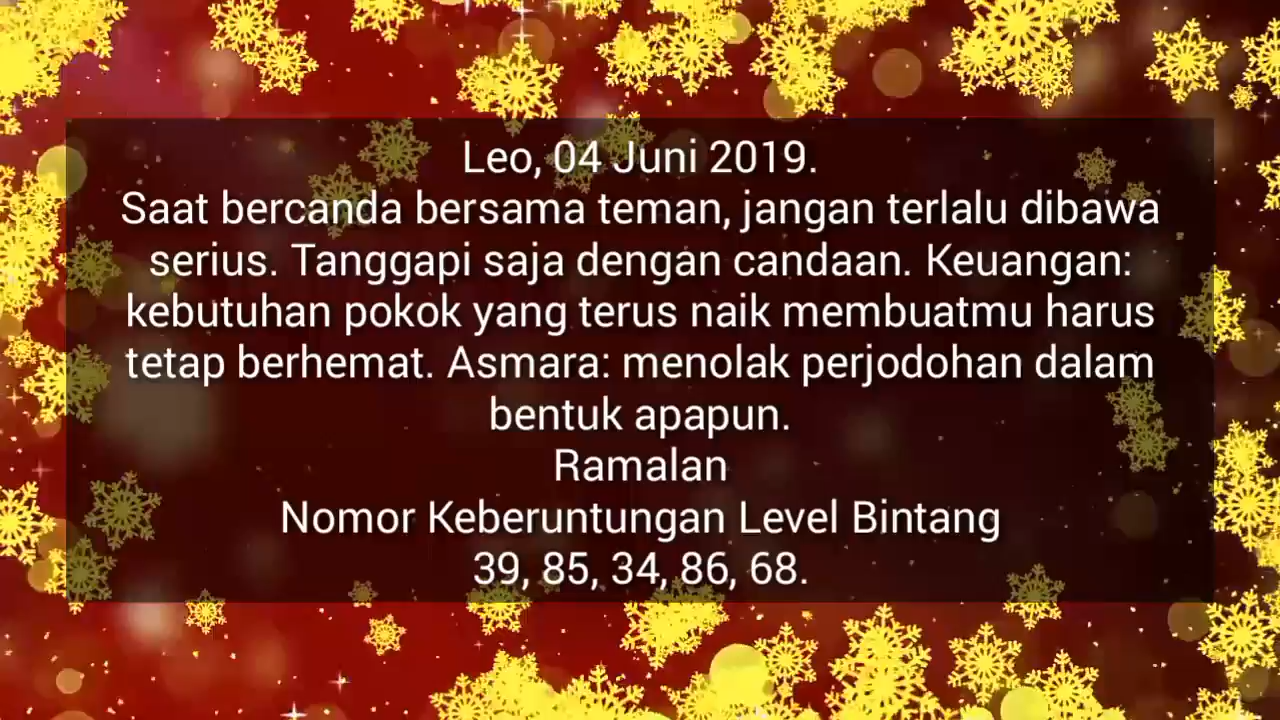 Leo, 04 Juni 2019.
Saat bercanda bersama teman, jangan terlalu dibawa
serius. Tanggapi saja dengan candaan. Keuangan:
kebutuhan pokok yang terus naik membuatmu harus
tetap berhemat. Asmara: menolak perjodohan dalam
bentuk apapun.
Ramalan
Nomor Keberuntungan Level Bintang
39, 85, 34, 86, 68.